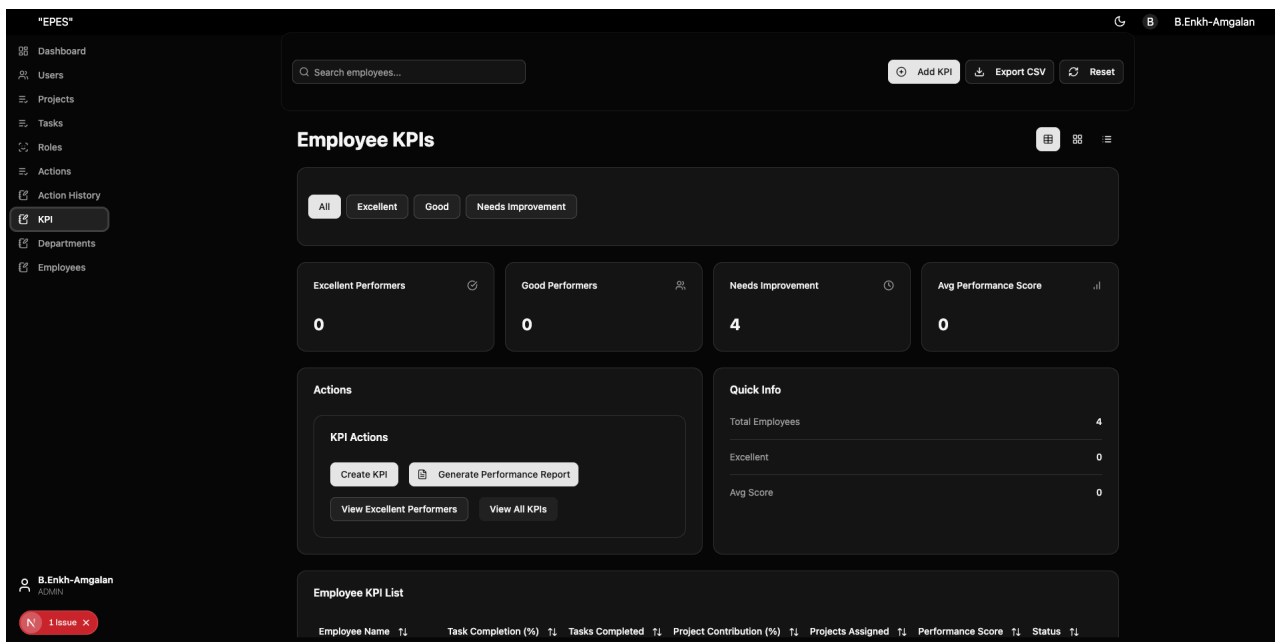 "EPES"
B
B.Enkh-Amgalan
Dashboard
Users
Projects
Tasks
Roles
Actions
Action History
KPI
Departments
Employees
Search employees...
Add KPI
Export CSV
Reset
Employee KPIs
All
Excellent
Good
Needs Improvement
Excellent Performers
0
Good Performers
0
Needs Improvement
4
Avg Performance Score
0
Actions
KPI Actions
Create KPI
Generate Performance Report
View Excellent Performers
View All KPIs
Quick Info
Total Employees 4
Excellent 0
Avg Score 0
Employee KPI List
Employee Name Task Completion (%) Tasks Completed Project Contribution (%) Projects Assigned Performance Score Status
B.Enkh-Amgalan
ADMIN
N 1 Issue